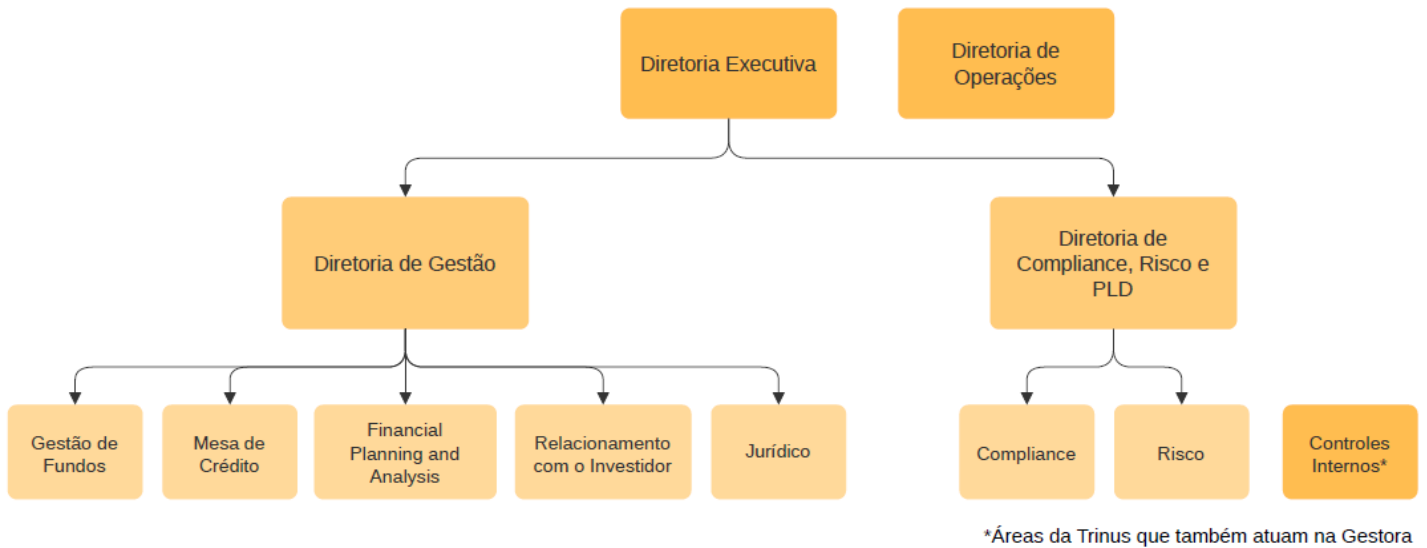 Diretoria Executiva
Diretoria de
Operações
Diretoria de Gestão
Diretoria de
Compliance, Risco e
PLD
Gestão de
Fundos
Mesa de
Crédito
Financial
Planning and
Analysis
Relacionamento
com o Investidor
Jurídico
Compliance
Risco
Controles
Internos*
*Áreas da Trinus que também atuam na Gestora